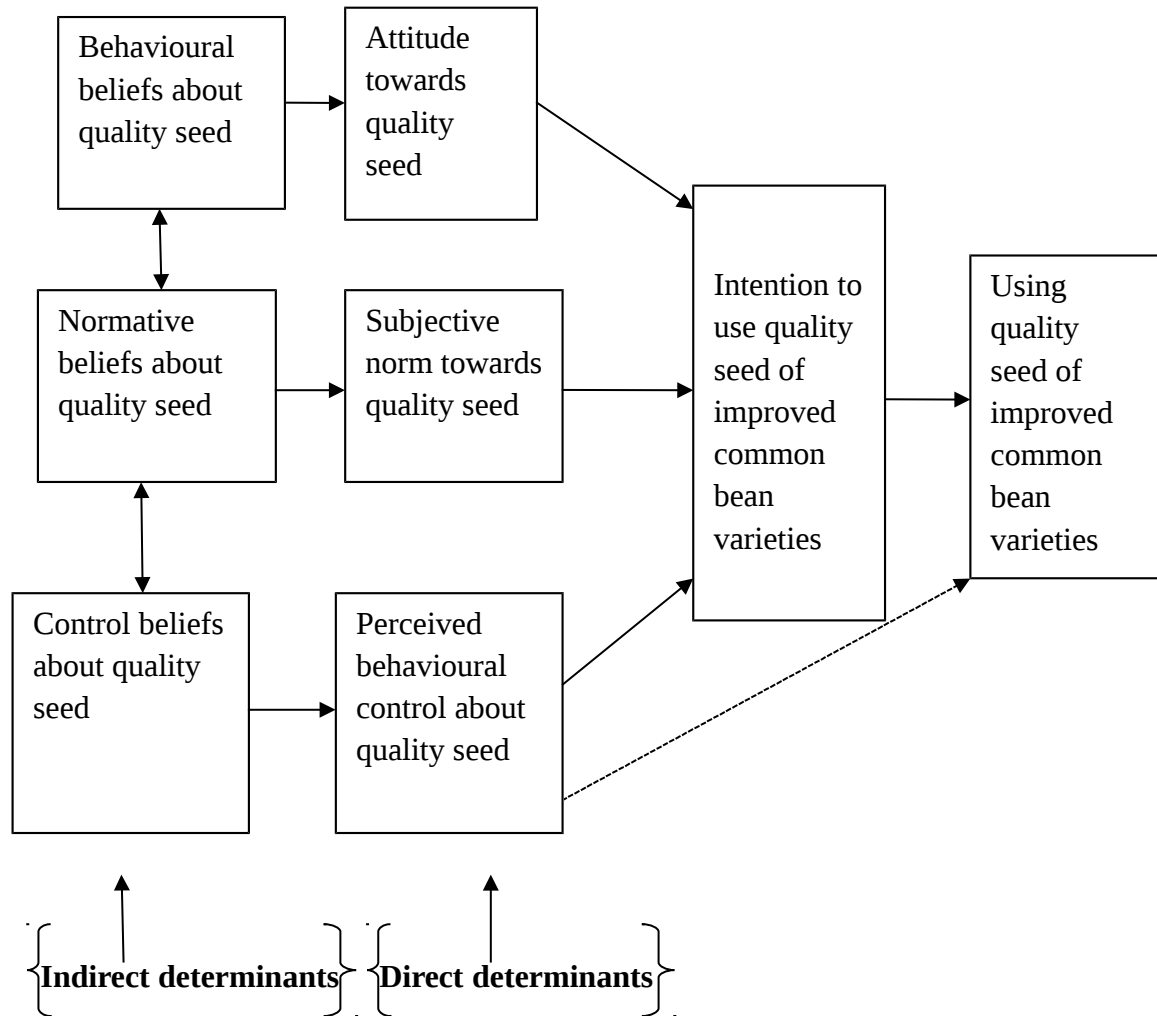 Behavioural
beliefs about
quality seed
Attitude
towards
quality
seed
Normative
beliefs about
quality seed
Subjective
norm towards
quality seed
Intention to
use quality
seed of
improved
common
bean
varieties
Using
quality
seed of
improved
common
bean
varieties
Control beliefs
about quality
seed
Perceived
behavioural
control about
quality seed
Indirect determinants
Direct determinants